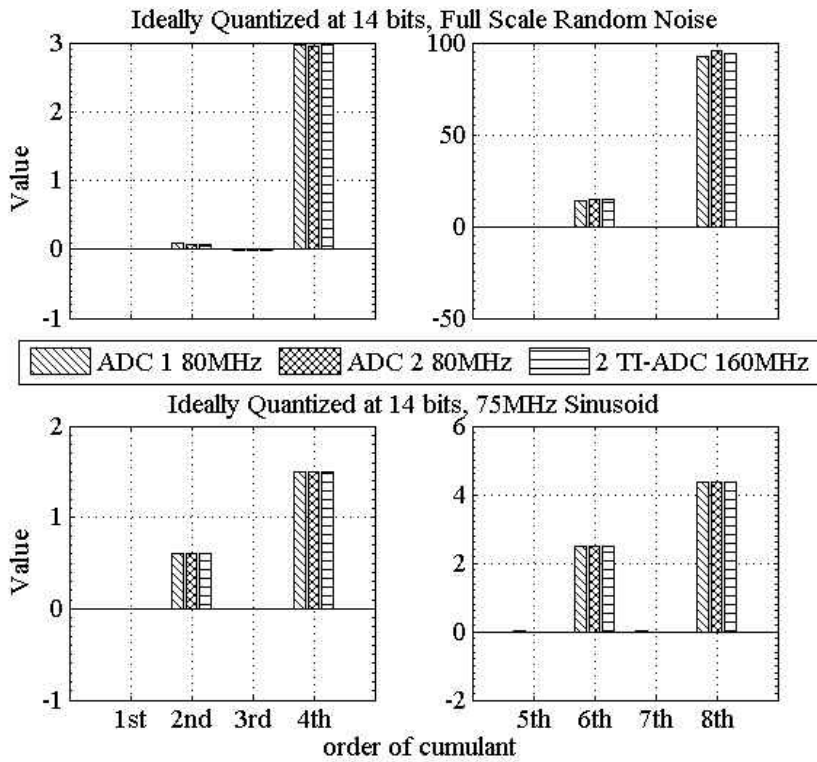 Ideally Quantized at 14 bits, Full Scale Random Noise
3
2
1
0
-1
Value
100
50
0
-50
ADC 1 80MHz
ADC 2 80MHz
2 TI-ADC 160MHz
Ideally Quantized at 14 bits, 75MHz Sinusoid
2
1
0
-1
Value
6
4
2
0
-2
1st 2nd 3rd 4th
5th 6th 7th 8th
order of cumulant